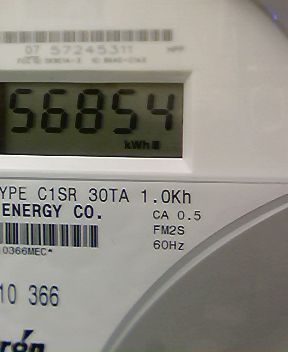 07 57245311
56854
kWh
YPE C1SR 30TA 1.0Kh
ENERGY CO.
CA 0.5
FM2S
60Hz
0366MEC*
10 366
rón